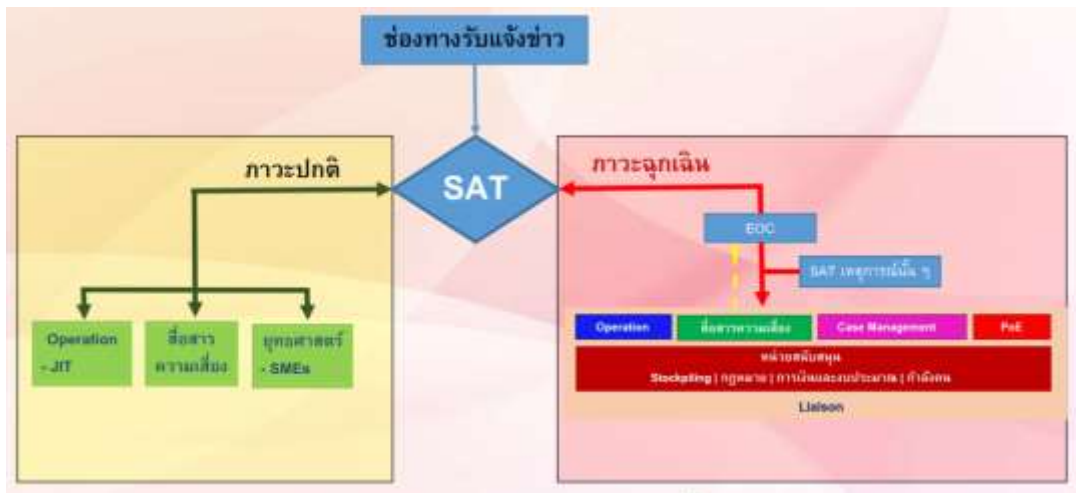 ช่องทางรับแจ้งข่าว
ภาวะปกติ
SAT
ภาวะฉุกเฉิน
EOC
SAT เหตุการณ์นั้น ๆ
Operation
- JIT
สื่อสาร
ความเสี่ยง
ยุทธศาสตร์
- SMEs
Operation
สื่อสารความเสี่ยง
Case Management
PoE
หน่วยสนับสนุน
Stockpiling | กฎหมาย | การเงินและงบประมาณ | กำลังคน
Liaison